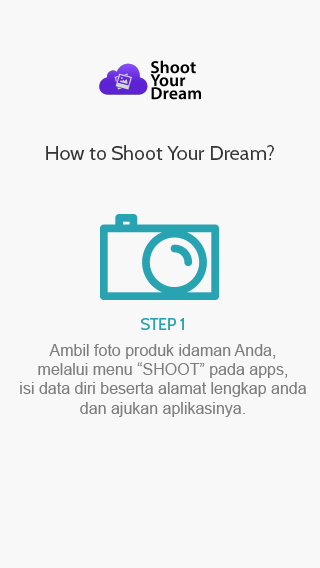 Shoot
Your
Dream
How to Shoot Your Dream?
STEP 1
Ambil foto produk idaman Anda,
melalui menu “SHOOT” pada apps,
isi data diri beserta alamat lengkap anda
dan ajukan aplikasinya.